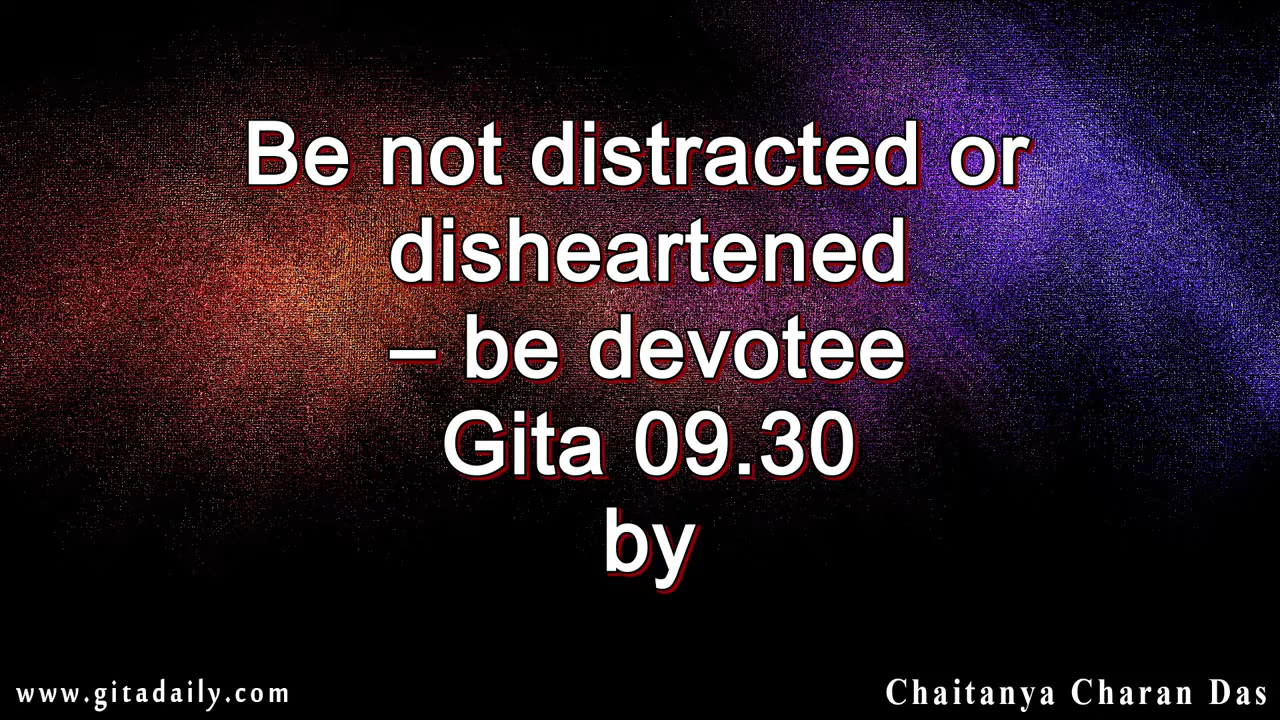 Be not distracted or
disheartened
– be devotee
Gita 09.30
by
www.gitadaily.com
Chaitanya Charan Das